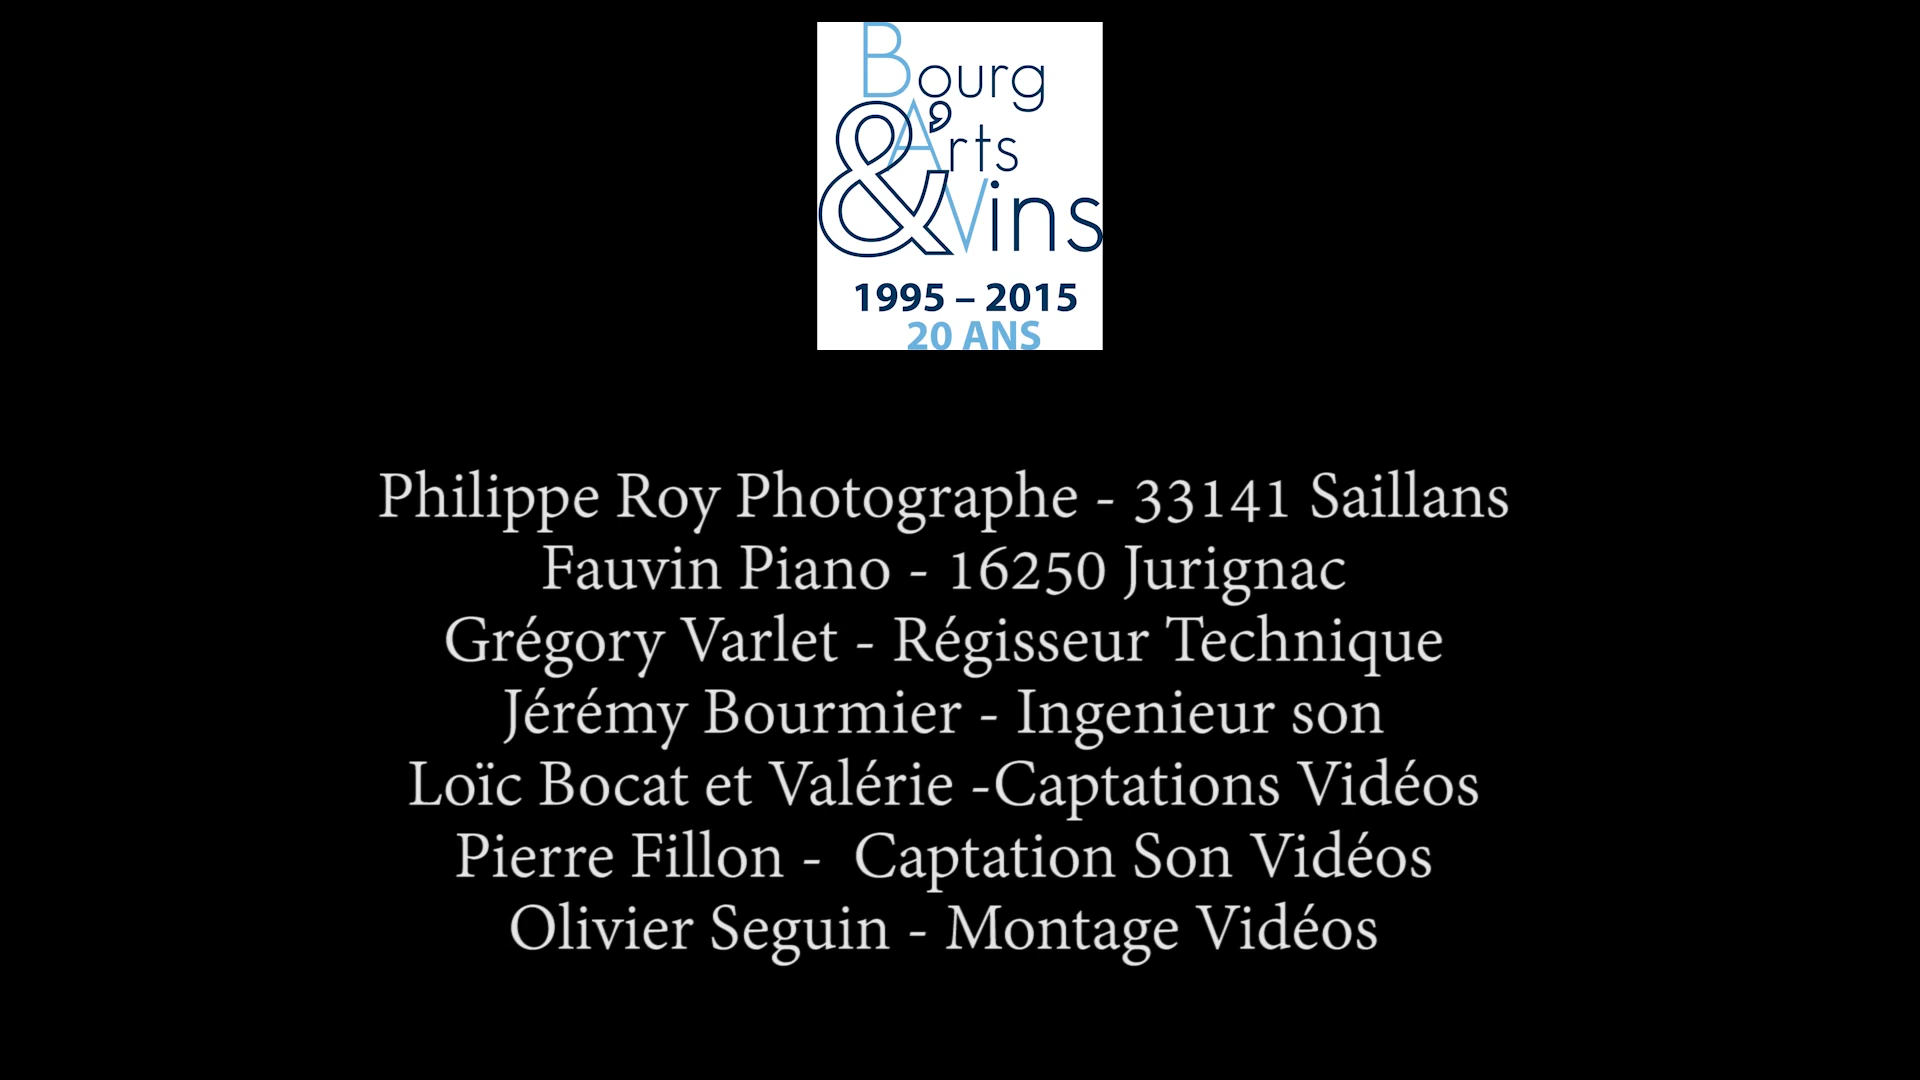 Bourg
&
A'rts
Vins
1995 – 2015
20 ANS
Philippe Roy Photographe - 33141 Saillans
Fauvin Piano - 16250 Jurignac
Grégory Varlet - Régisseur Technique
Jérémy Bourmier - Ingenieur son
Loïc Bocat et Valérie -Captations Vidéos
Pierre Fillon -  Captation Son Vidéos
Olivier Seguin - Montage Vidéos